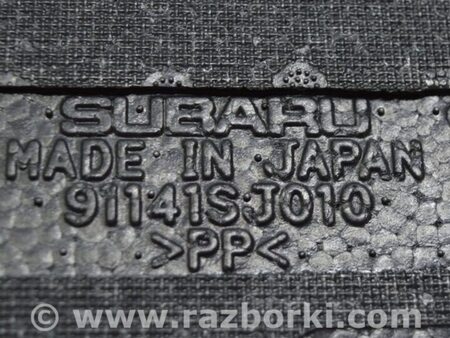 SUBARU
MADE IN JAPAN
91141SJ010
>PP<
© www.razborki.com